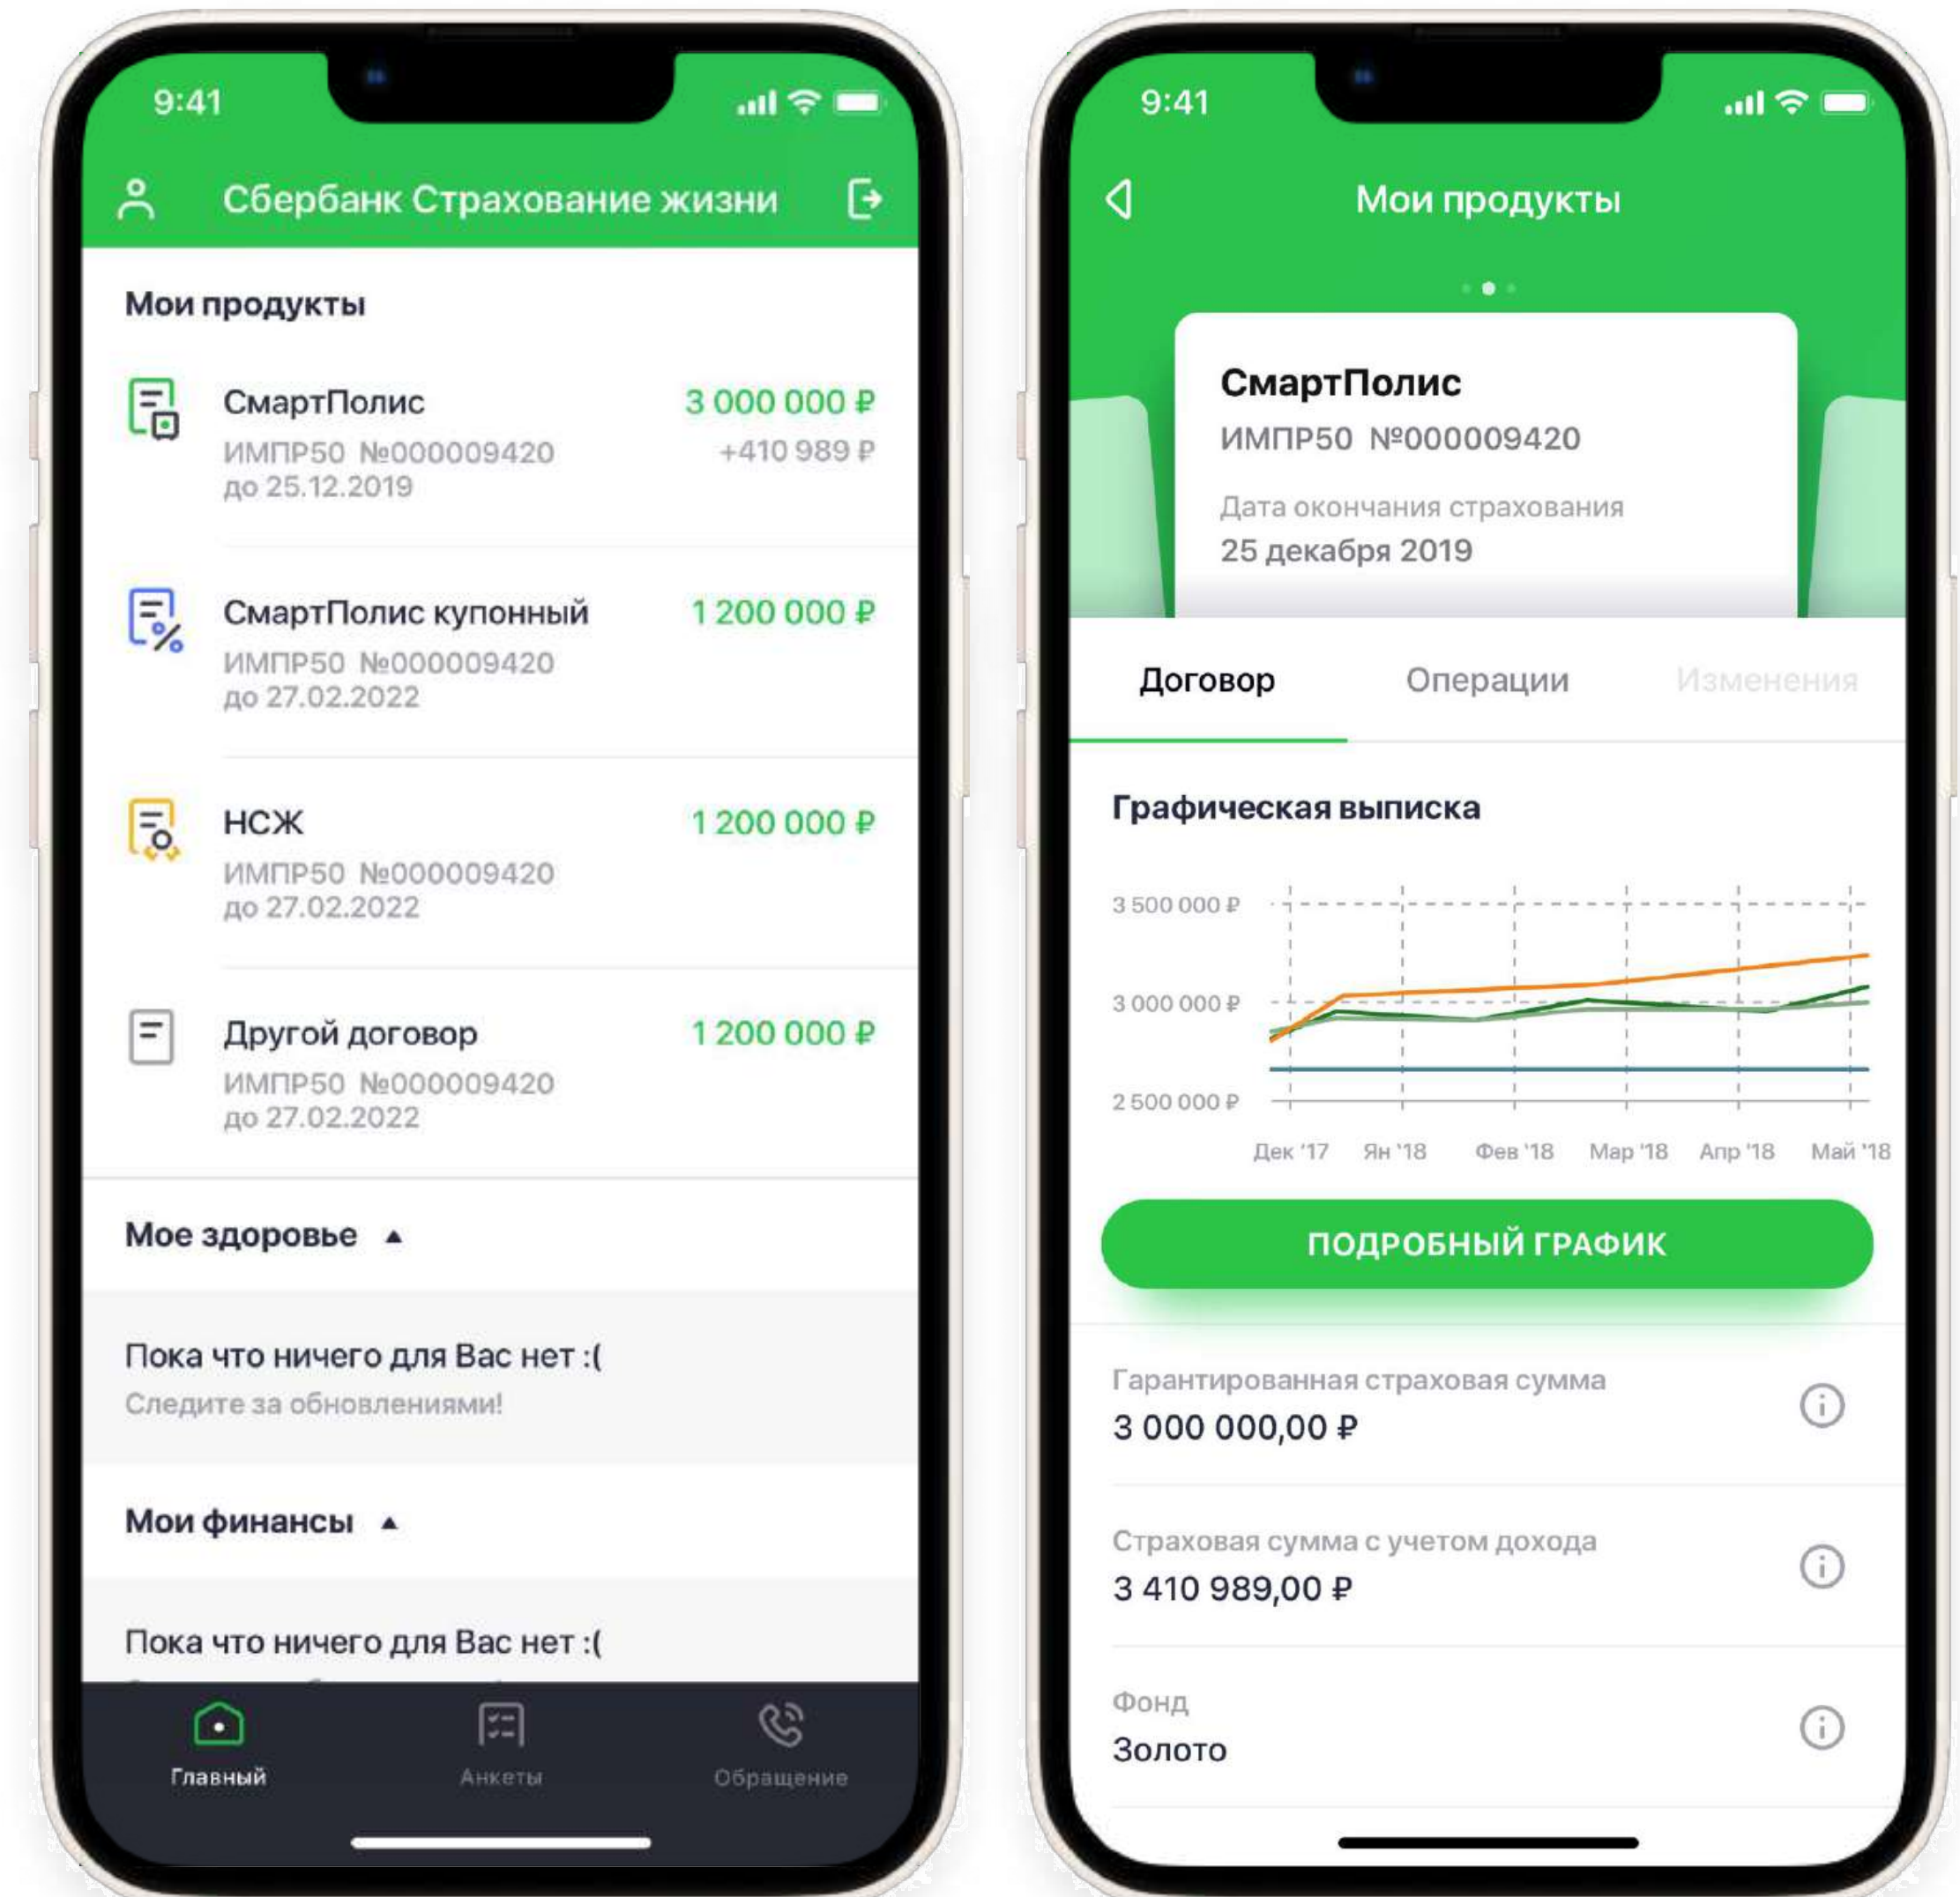 9:41
Сбербанк Страхование жизни
Мои продукты
СмартПолис
3 000 000 ₽
ИМПР50 №000009420
+410 989 ₽
до 25.12.2019
СмартПолис купонный
1 200 000 ₽
ИМПР50 №000009420
до 27.02.2022
НСЖ
1 200 000 ₽
ИМПР50 №000009420
до 27.02.2022
Другой договор
1 200 000 ₽
ИМПР50 №000009420
до 27.02.2022
Мое здоровье
Пока что ничего для Вас нет :(
Следите за обновлениями!
Мои финансы
Пока что ничего для Вас нет :(
Главный
Анкеты
Обращение
9:41
Мои продукты
СмартПолис
ИМПР50 №000009420
Дата окончания страхования
25 декабря 2019
Договор
Операции
Изменения
Графическая выписка
3 500 000 ₽
3 000 000 ₽
2 500 000 ₽
Дек '17
Ян '18
Фев '18
Мар '18
Апр '18
Май '18
ПОДРОБНЫЙ ГРАФИК
Гарантированная страховая сумма
3 000 000,00 ₽
Страховая сумма с учетом дохода
3 410 989,00 ₽
Фонд
Золото